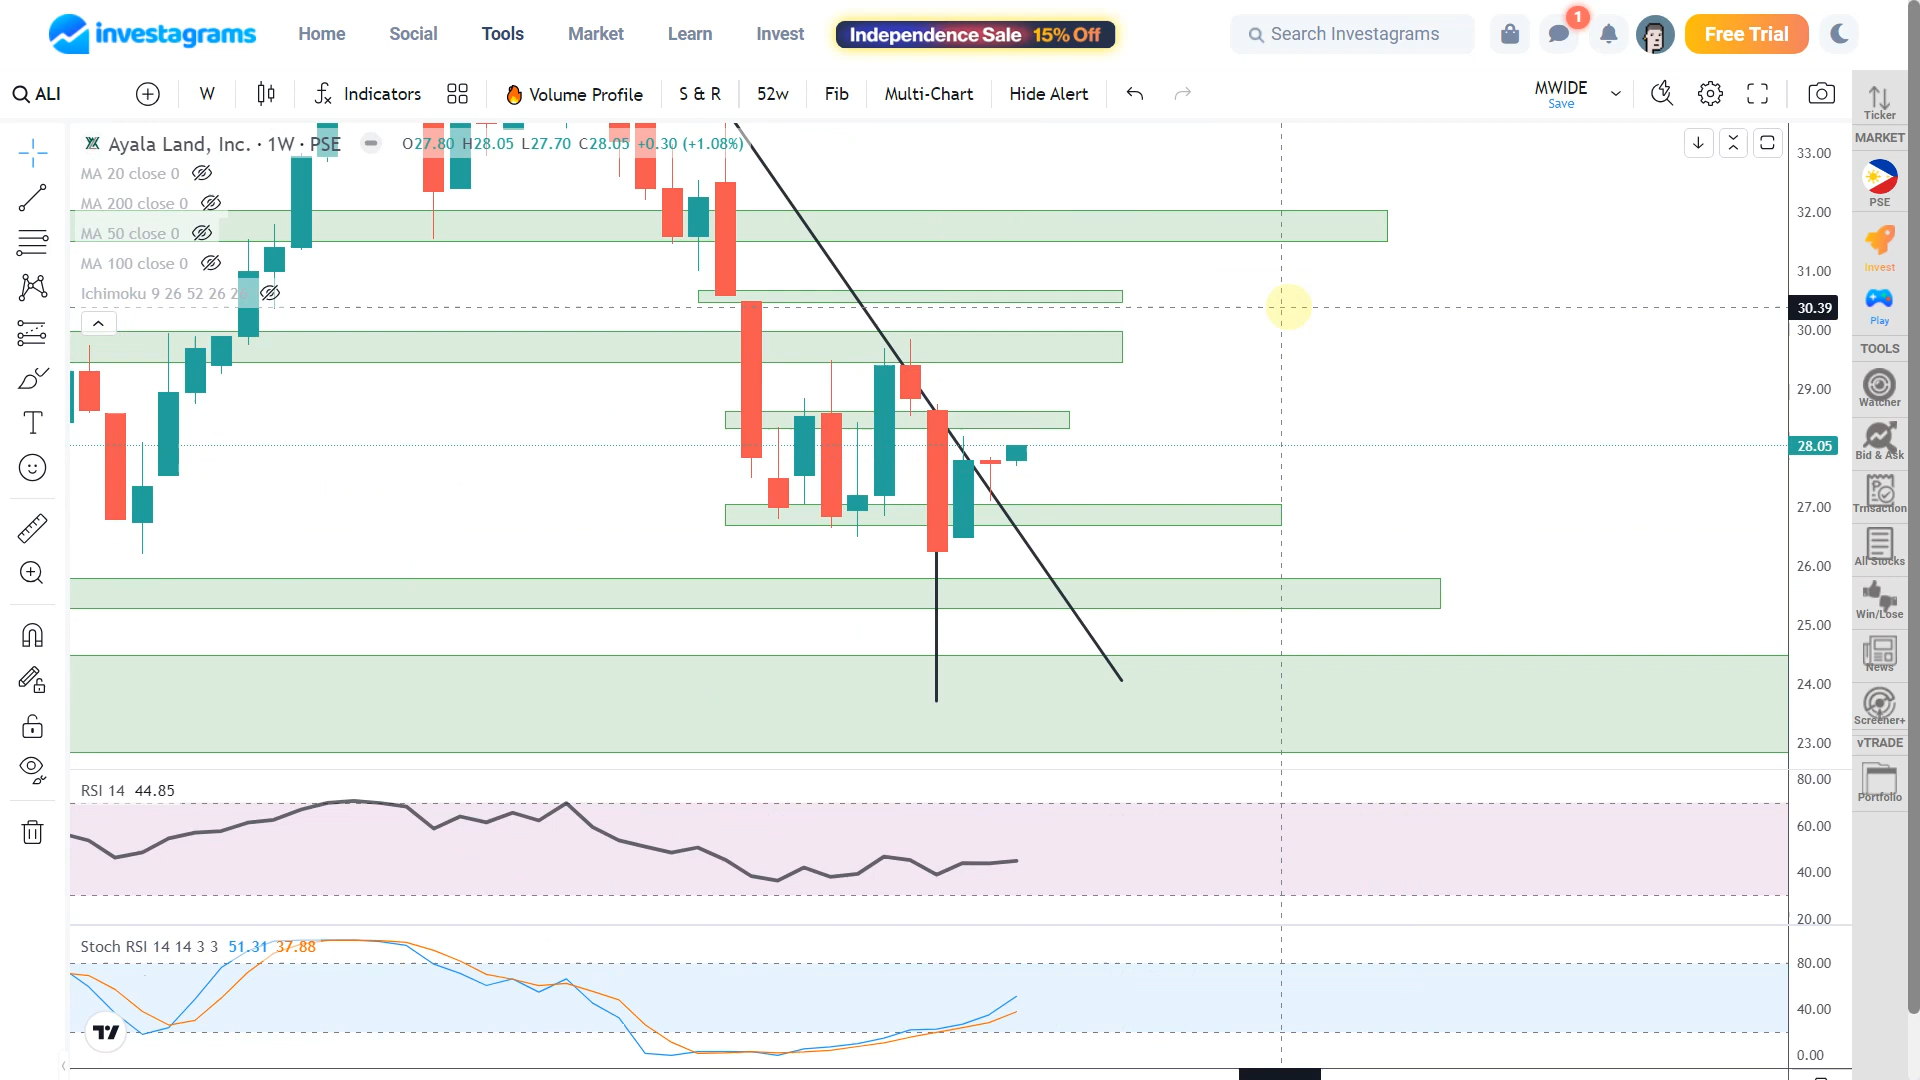 investagrams Home Social Tools Market Learn Invest Independence Sale 15% Off Search Investagrams 1 Free Trial
ALI W Indicators Volume Profile S & R 52w Fib Multi-Chart Hide Alert MWIDE
Save
Ayala Land, Inc. · 1W · PSE O27.80 H28.05 L27.70 C28.05 +0.30 (+1.08%)
MA 20 close 0
MA 200 close 0
MA 50 close 0
MA 100 close 0
Ichimoku 9 26 52 26 26
33.00
32.00
31.00
30.39
30.00
29.00
28.05
27.00
26.00
25.00
24.00
23.00
RSI 14 44.85
80.00
60.00
40.00
20.00
Stoch RSI 14 14 3 3 51.31 37.88
80.00
40.00
0.00
Ticker
MARKET
PSE
Invest
Play
TOOLS
Watcher
Bid & Ask
Trnsaction
All Stocks
Win/Lose
News
Screener+
vTRADE
Portfolio